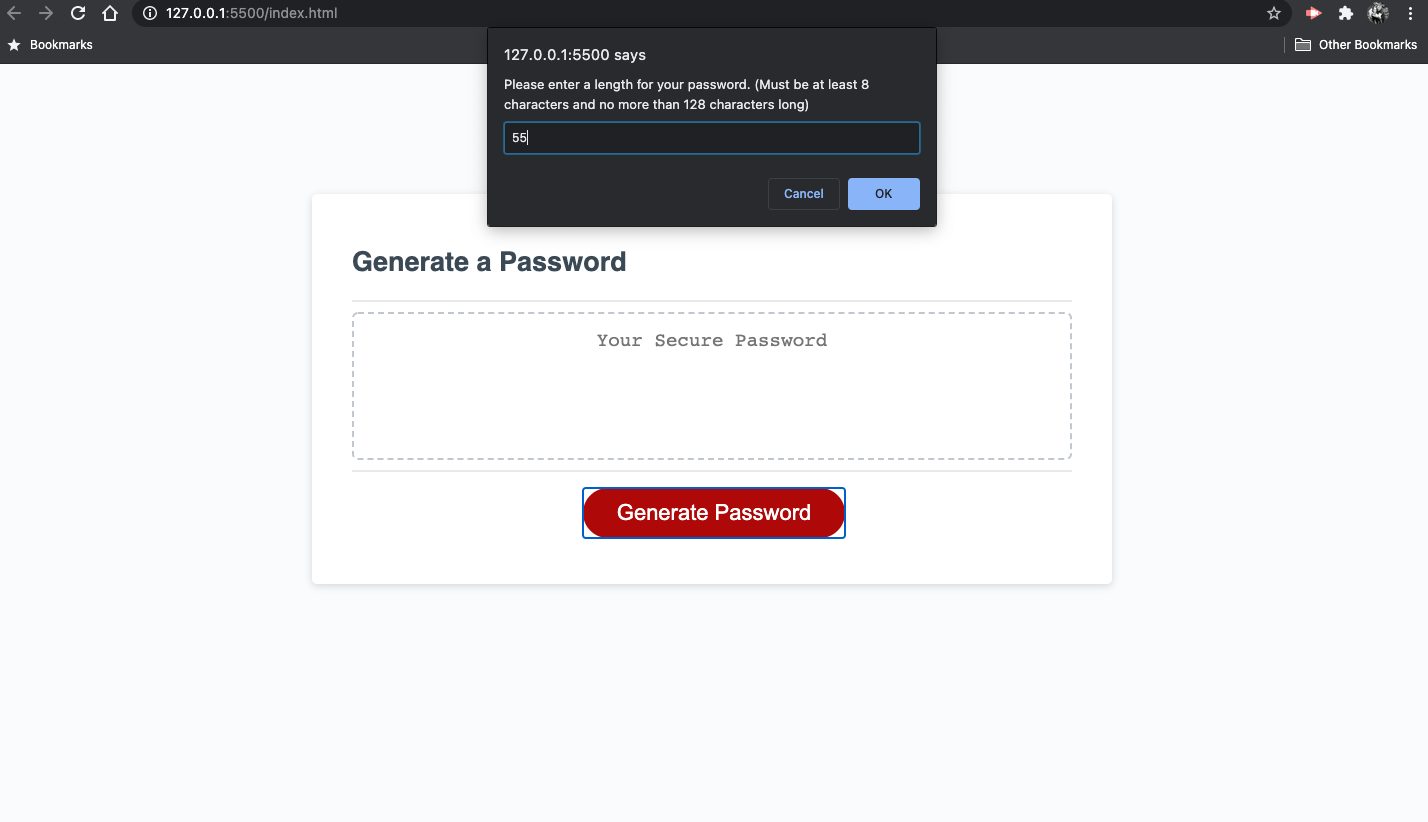 127.0.0.1:5500/index.html
Bookmarks
Other Bookmarks
127.0.0.1:5500 says
Please enter a length for your password. (Must be at least 8
characters and no more than 128 characters long)
55
Cancel
OK
Generate a Password
Your Secure Password
Generate Password